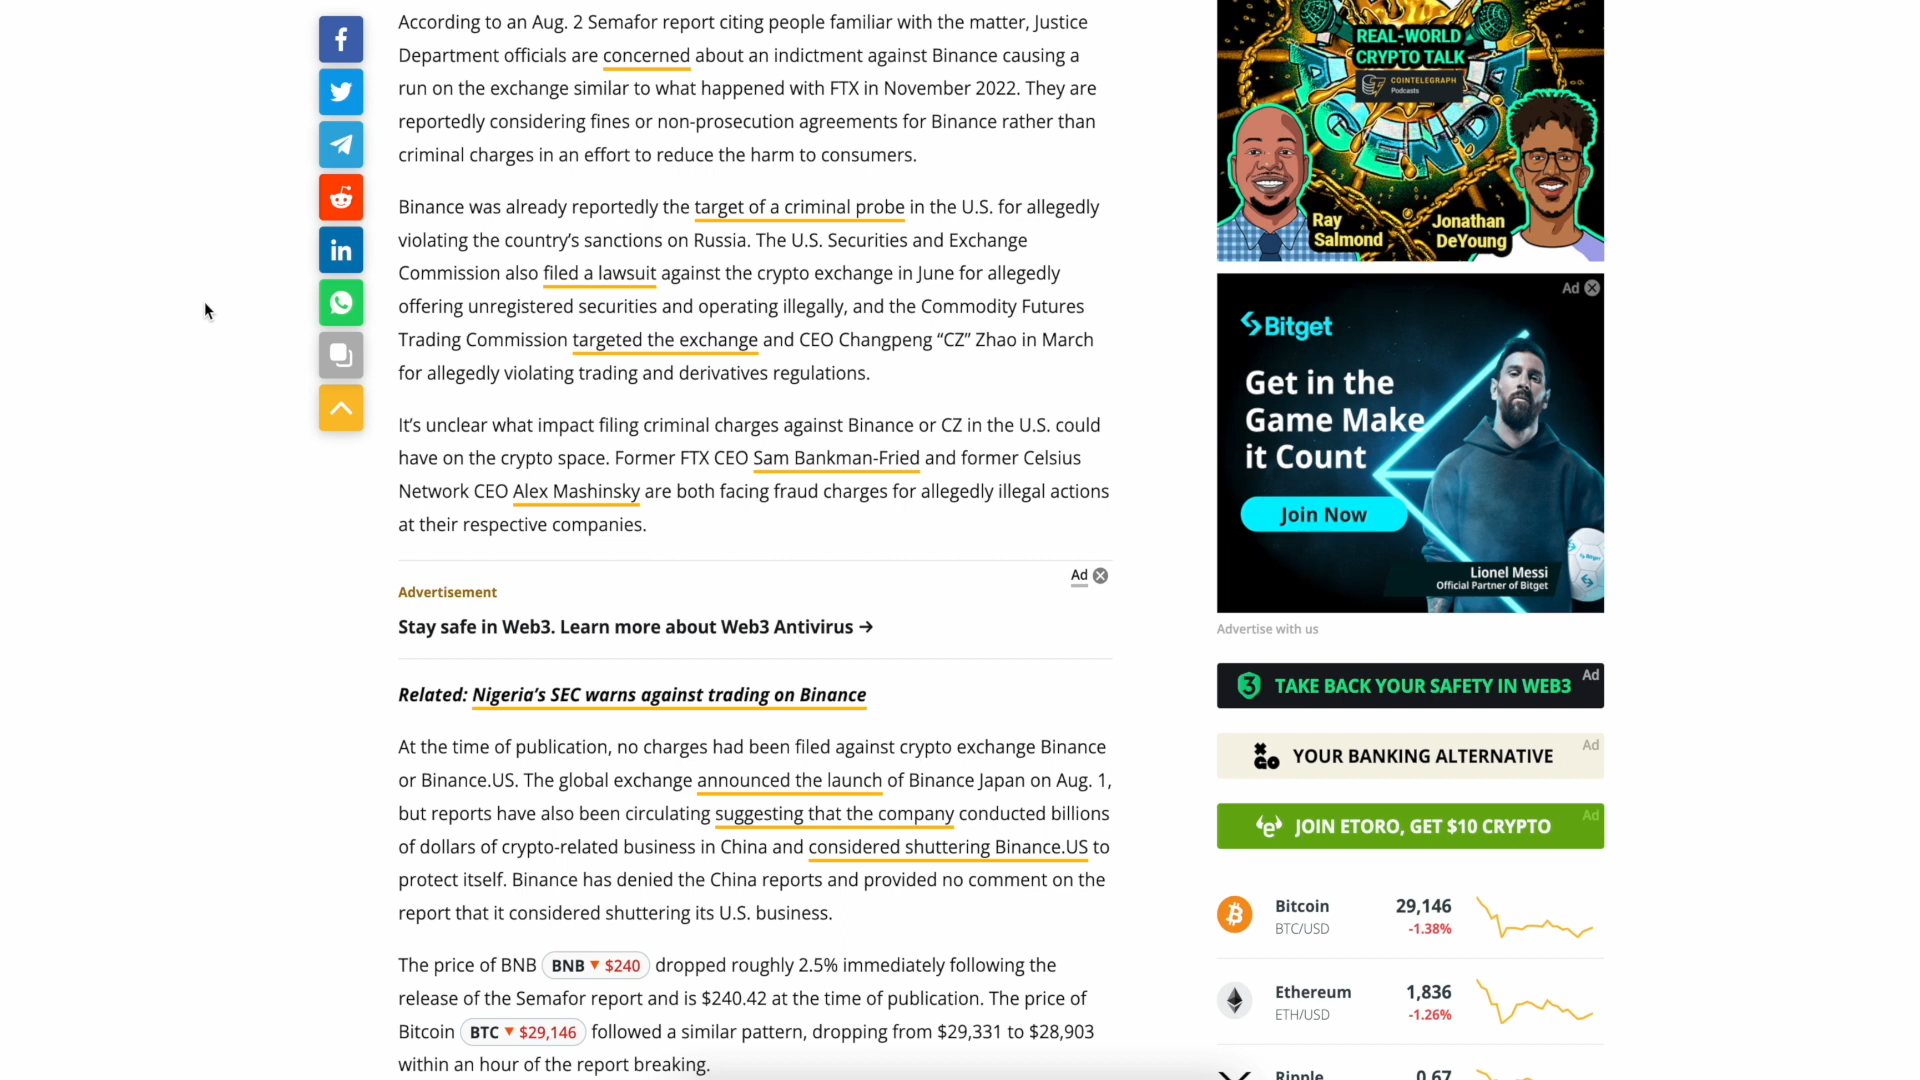 According to an Aug. 2 Semafor report citing people familiar with the matter, Justice
Department officials are concerned about an indictment against Binance causing a
run on the exchange similar to what happened with FTX in November 2022. They are
reportedly considering fines or non-prosecution agreements for Binance rather than
criminal charges in an effort to reduce the harm to consumers.
Binance was already reportedly the target of a criminal probe in the U.S. for allegedly
violating the country’s sanctions on Russia. The U.S. Securities and Exchange
Commission also filed a lawsuit against the crypto exchange in June for allegedly
offering unregistered securities and operating illegally, and the Commodity Futures
Trading Commission targeted the exchange and CEO Changpeng “CZ” Zhao in March
for allegedly violating trading and derivatives regulations.
It’s unclear what impact filing criminal charges against Binance or CZ in the U.S. could
have on the crypto space. Former FTX CEO Sam Bankman-Fried and former Celsius
Network CEO Alex Mashinsky are both facing fraud charges for allegedly illegal actions
at their respective companies.
Ad
Advertisement
Stay safe in Web3. Learn more about Web3 Antivirus →
Related: Nigeria’s SEC warns against trading on Binance
At the time of publication, no charges had been filed against crypto exchange Binance
or Binance.US. The global exchange announced the launch of Binance Japan on Aug. 1,
but reports have also been circulating suggesting that the company conducted billions
of dollars of crypto-related business in China and considered shuttering Binance.US to
protect itself. Binance has denied the China reports and provided no comment on the
report that it considered shuttering its U.S. business.
The price of BNB BNB ▼ $240 dropped roughly 2.5% immediately following the
release of the Semafor report and is $240.42 at the time of publication. The price of
Bitcoin BTC ▼ $29,146 followed a similar pattern, dropping from $29,331 to $28,903
within an hour of the report breaking.
REAL-WORLD
CRYPTO TALK
COINTELEGRAPH
Podcasts
AGENDA
Ray
Salmond
Jonathan
DeYoung
Ad
Bitget
Get in the
Game Make
it Count
Join Now
Lionel Messi
Official Partner of Bitget
Advertise with us
TAKE BACK YOUR SAFETY IN WEB3
Ad
YOUR BANKING ALTERNATIVE
Ad
JOIN ETORO, GET $10 CRYPTO
Ad
Bitcoin 29,146
BTC/USD -1.38%
Ethereum 1,836
ETH/USD -1.26%
Ripple 0.67